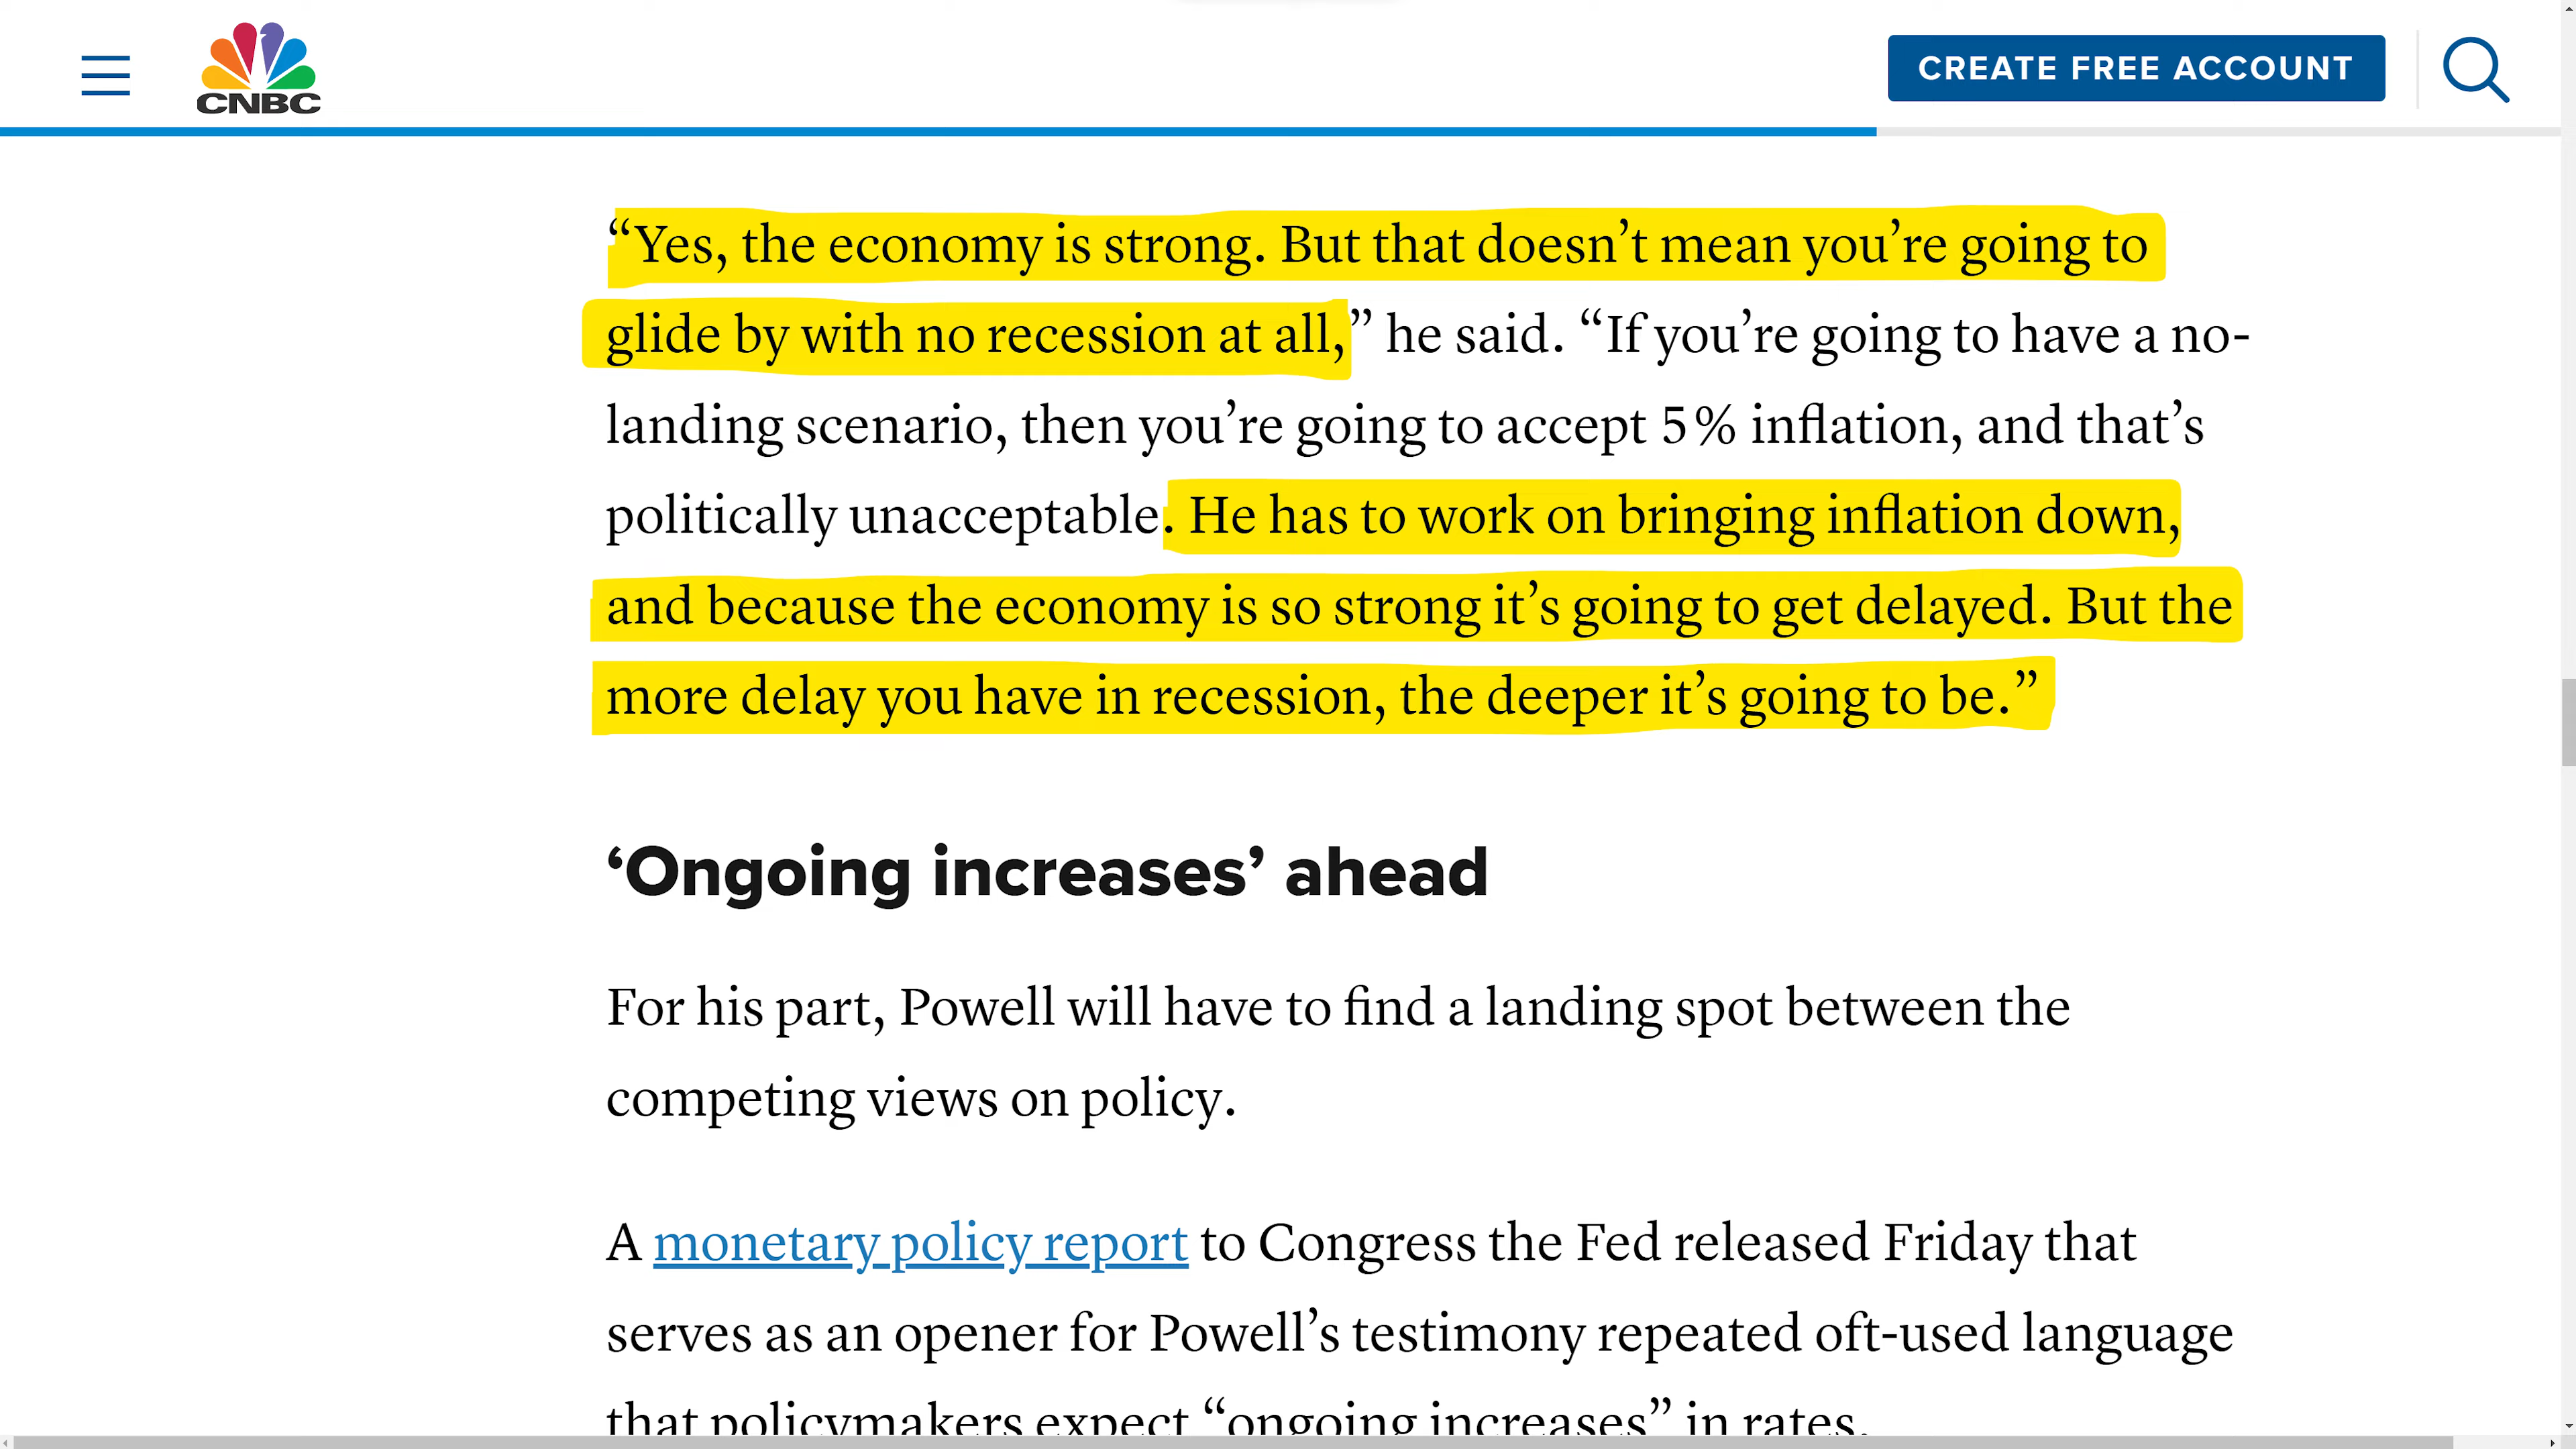 CNBC
CREATE FREE ACCOUNT
“Yes, the economy is strong. But that doesn’t mean you’re going to
glide by with no recession at all,” he said. “If you’re going to have a no-
landing scenario, then you’re going to accept 5% inflation, and that’s
politically unacceptable. He has to work on bringing inflation down,
and because the economy is so strong it’s going to get delayed. But the
more delay you have in recession, the deeper it’s going to be.”
‘Ongoing increases’ ahead
For his part, Powell will have to find a landing spot between the
competing views on policy.
A monetary policy report to Congress the Fed released Friday that
serves as an opener for Powell’s testimony repeated oft-used language
that policymakers expect “ongoing increases” in rates.